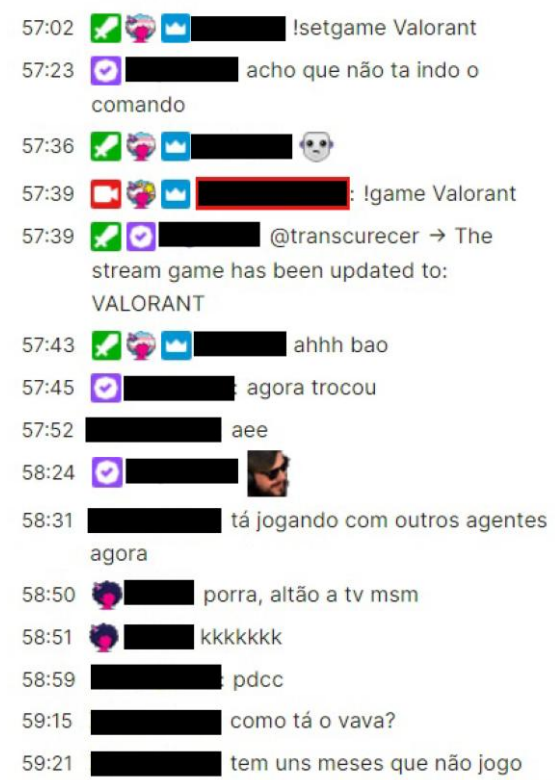 57:02 !setgame Valorant
57:23 acho que não ta indo o
comando
57:36
57:39 : !game Valorant
57:39 @transcurecer → The
stream game has been updated to:
VALORANT
57:43 ahhh bao
57:45 : agora trocou
57:52 aee
58:24
58:31 tá jogando com outros agentes
agora
58:50 porra, altão a tv msm
58:51 kkkkkkk
58:59 : pdcc
59:15 como tá o vava?
59:21 tem uns meses que não jogo